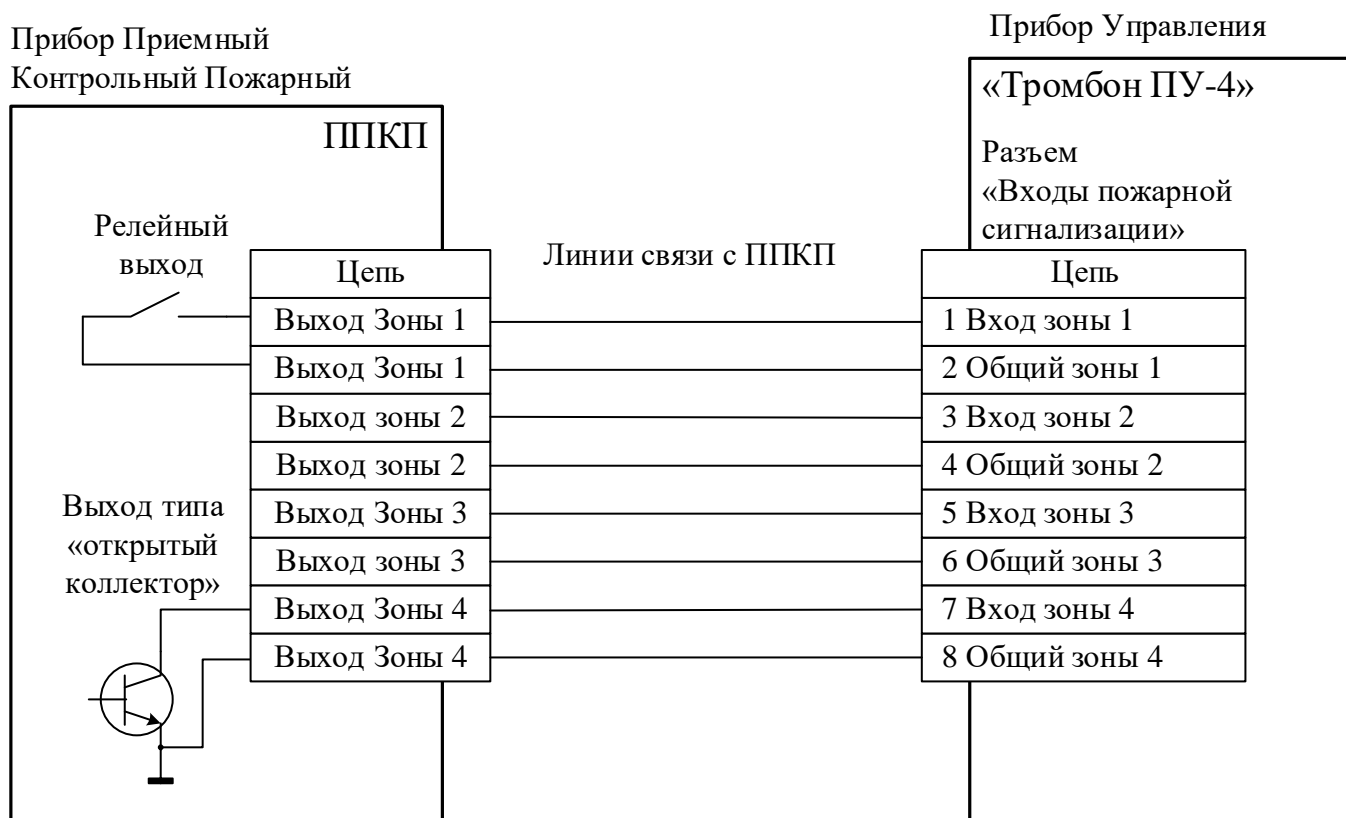 Прибор Приемный
Контрольный Пожарный
ППКП
Релейный
выход
Цепь
Выход Зоны 1
Выход Зоны 1
Выход зоны 2
Выход зоны 2
Выход Зоны 3
Выход зоны 3
Выход Зоны 4
Выход Зоны 4
Выход типа
«открытый
коллектор»
Линии связи с ППКП
Прибор Управления
«Тромбон ПУ-4»
Разъем
«Входы пожарной
сигнализации»
Цепь
1 Вход зоны 1
2 Общий зоны 1
3 Вход зоны 2
4 Общий зоны 2
5 Вход зоны 3
6 Общий зоны 3
7 Вход зоны 4
8 Общий зоны 4